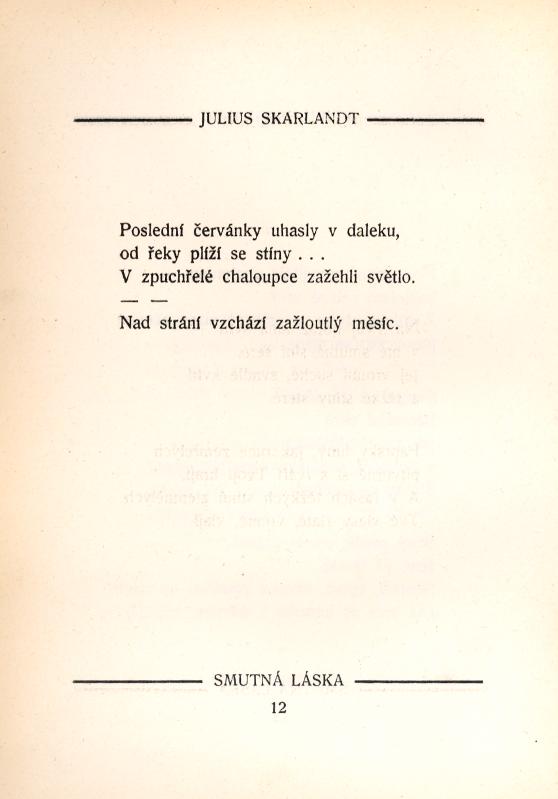 JULIUS SKARLANDT
Poslední červánky uhasly v daleku,
od řeky plíží se stíny . . .
V zpuchřelé chaloupce zažehli světlo.
— —
Nad strání vzchází zažloutlý měsíc.
SMUTNÁ LÁSKA
12